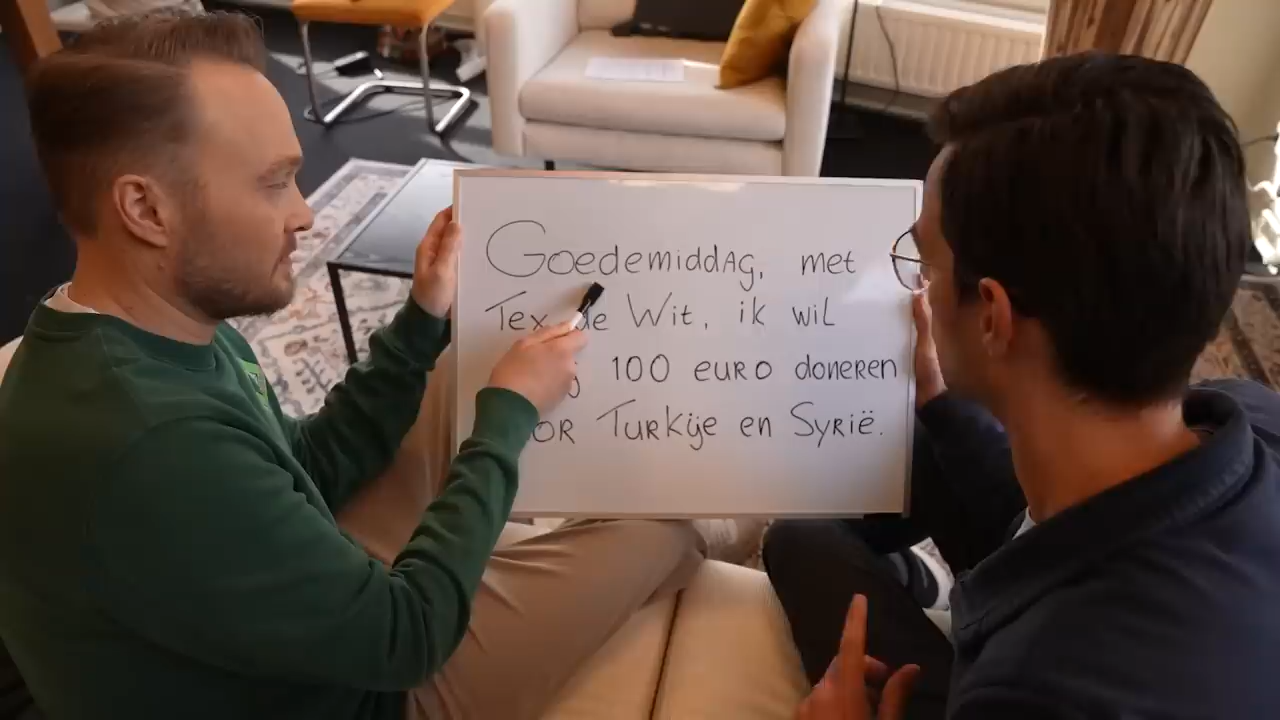 Goedemiddag, met
Tex de Wit, ik wil
100 euro doneren
Turkije en Syrië.